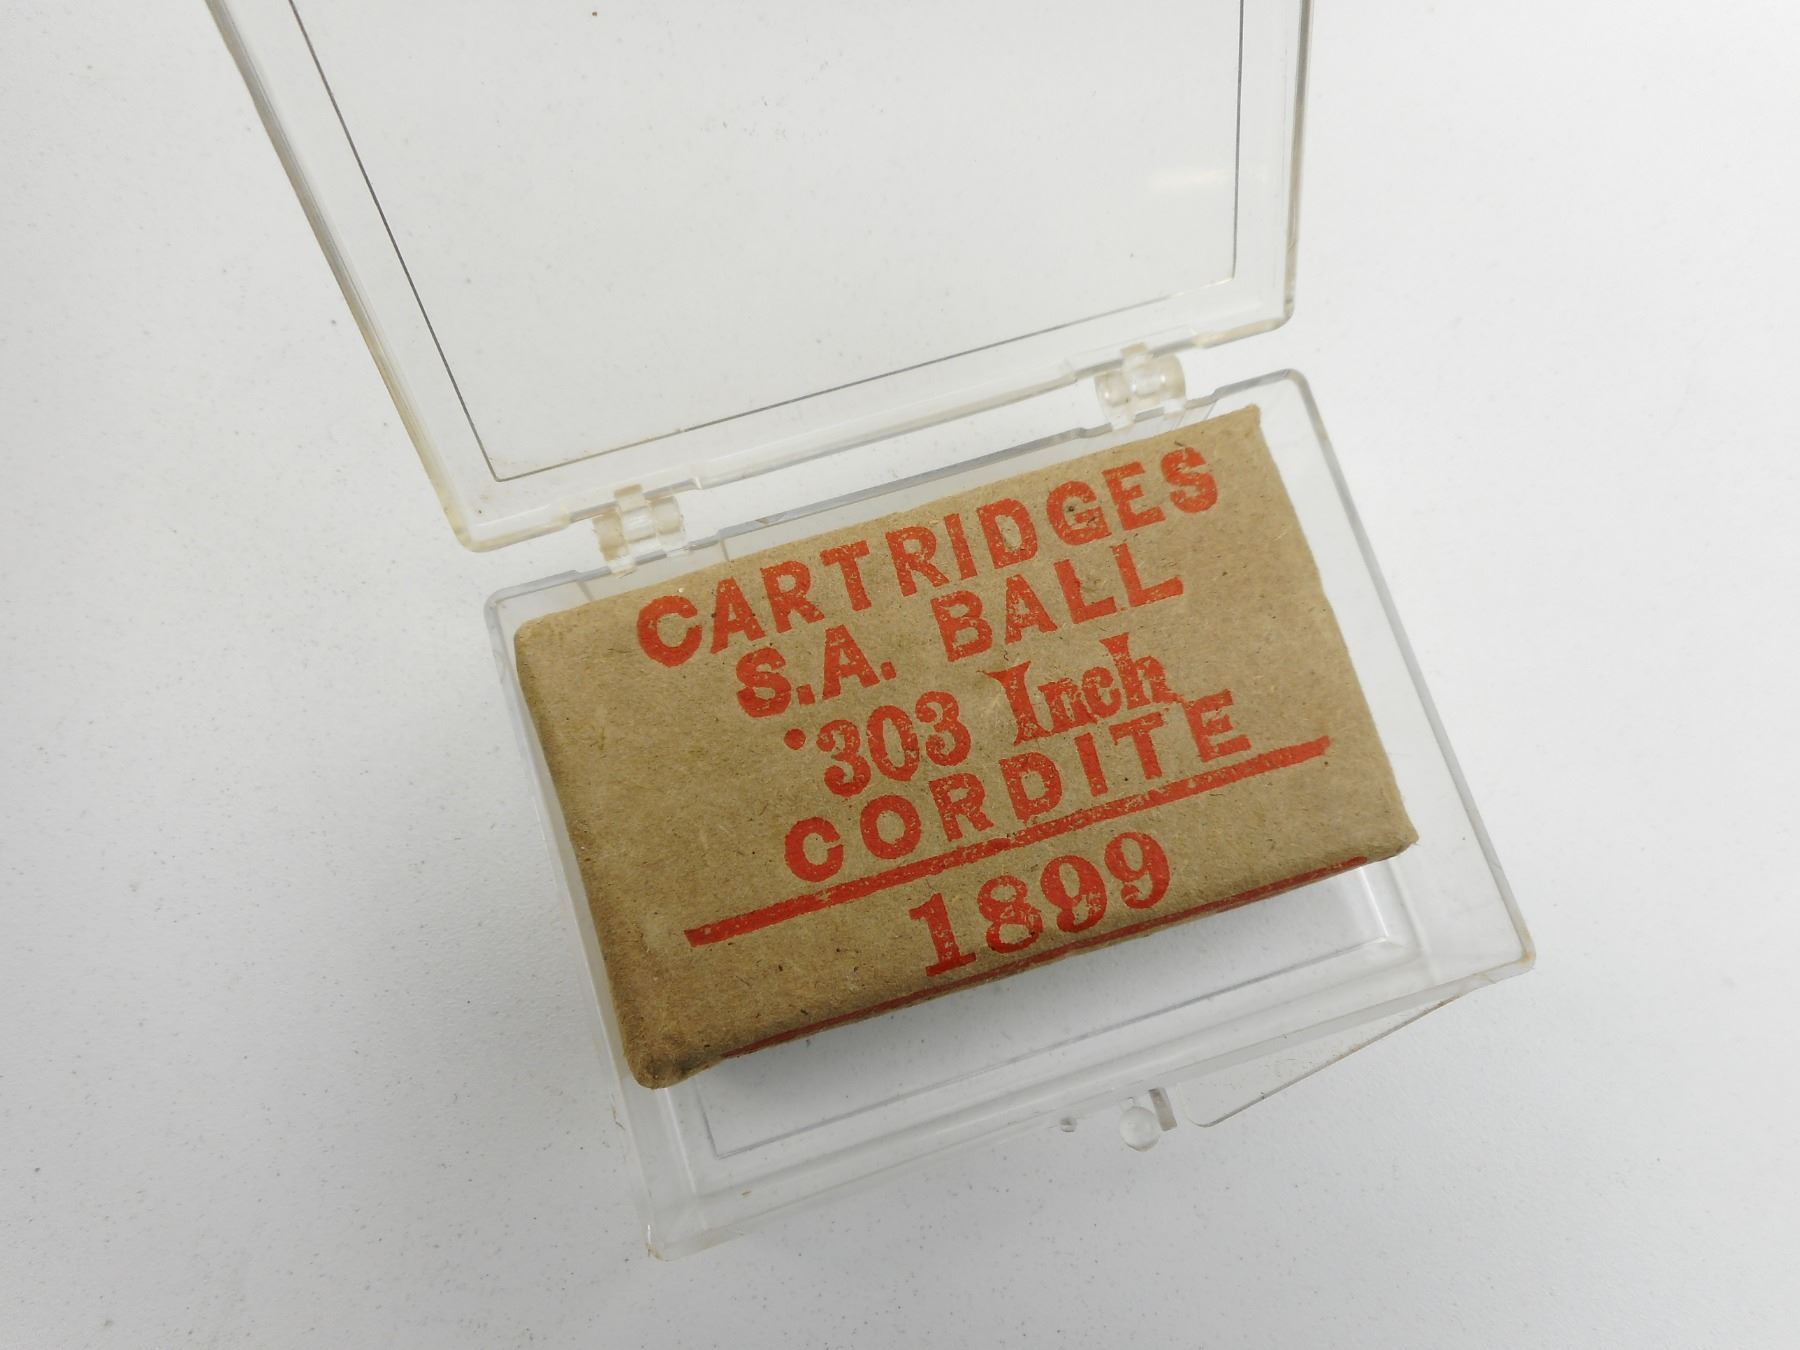 CARTRIDGES
S.A. BALL
·303 Inch
CORDITE
1899